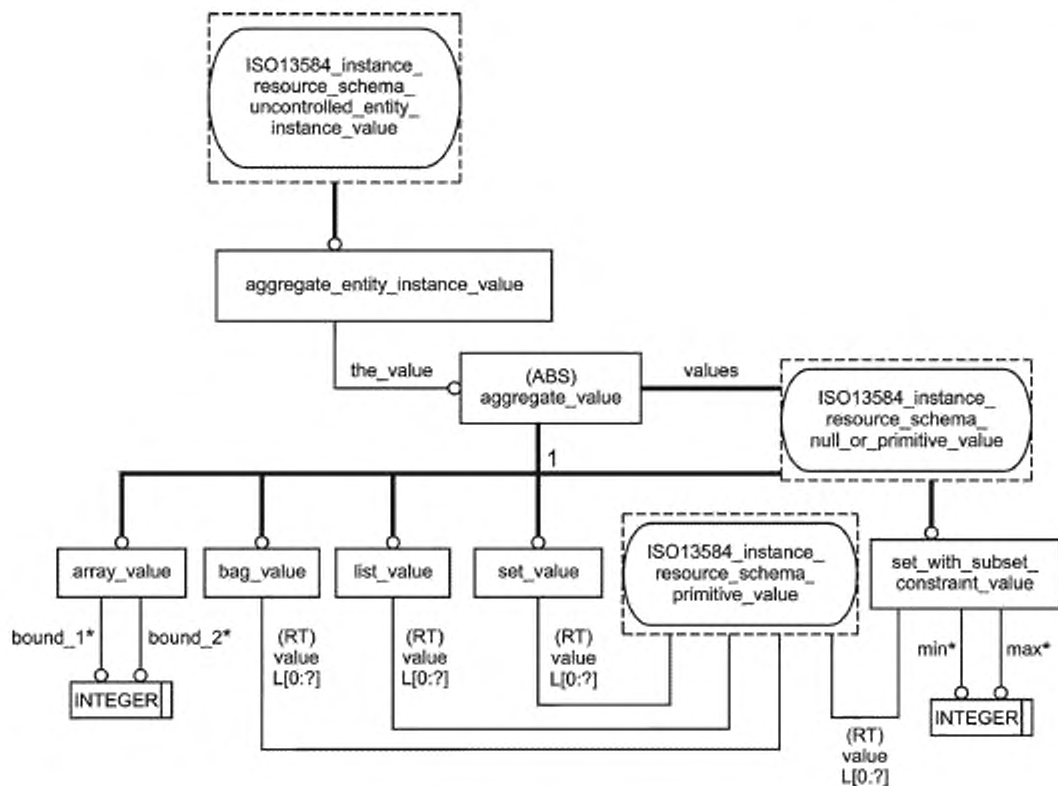 ISO13584_instance_
resource_schema_
uncontrolled_entity_
instance_value
aggregate_entity_instance_value
the_value
(ABS)
aggregate_value
values
ISO13584_instance_
resource_schema_
null_or_primitive_value
1
array_value
bag_value
list_value
set_value
ISO13584_instance_
resource_schema_
primitive_value
set_with_subset_
constraint_value
bound_1*
bound_2*
(RT)
value
L[0:?]
(RT)
value
L[0:?]
(RT)
value
L[0:?]
min*
max*
INTEGER
INTEGER
(RT)
value
L[0:?]